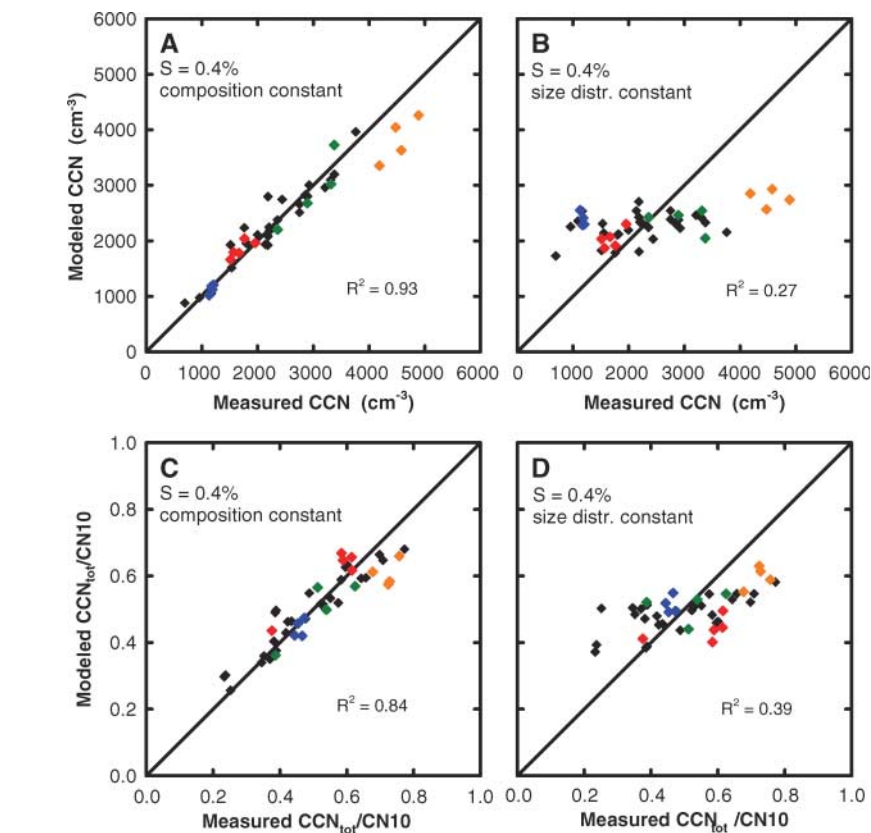 A
S = 0.4%
composition constant
R² = 0.93
6000
5000
4000
3000
2000
1000
0
Modeled CCN (cm⁻³)
0 1000 2000 3000 4000 5000 6000
Measured CCN (cm⁻³)
B
S = 0.4%
size distr. constant
R² = 0.27
0 1000 2000 3000 4000 5000 6000
Measured CCN (cm⁻³)
C
S = 0.4%
composition constant
R² = 0.84
1.0
0.8
0.6
0.4
0.2
0.0
Modeled CCN_tot/CN10
0.0 0.2 0.4 0.6 0.8 1.0
Measured CCN_tot/CN10
D
S = 0.4%
size distr. constant
R² = 0.39
0.0 0.2 0.4 0.6 0.8 1.0
Measured CCN_tot /CN10